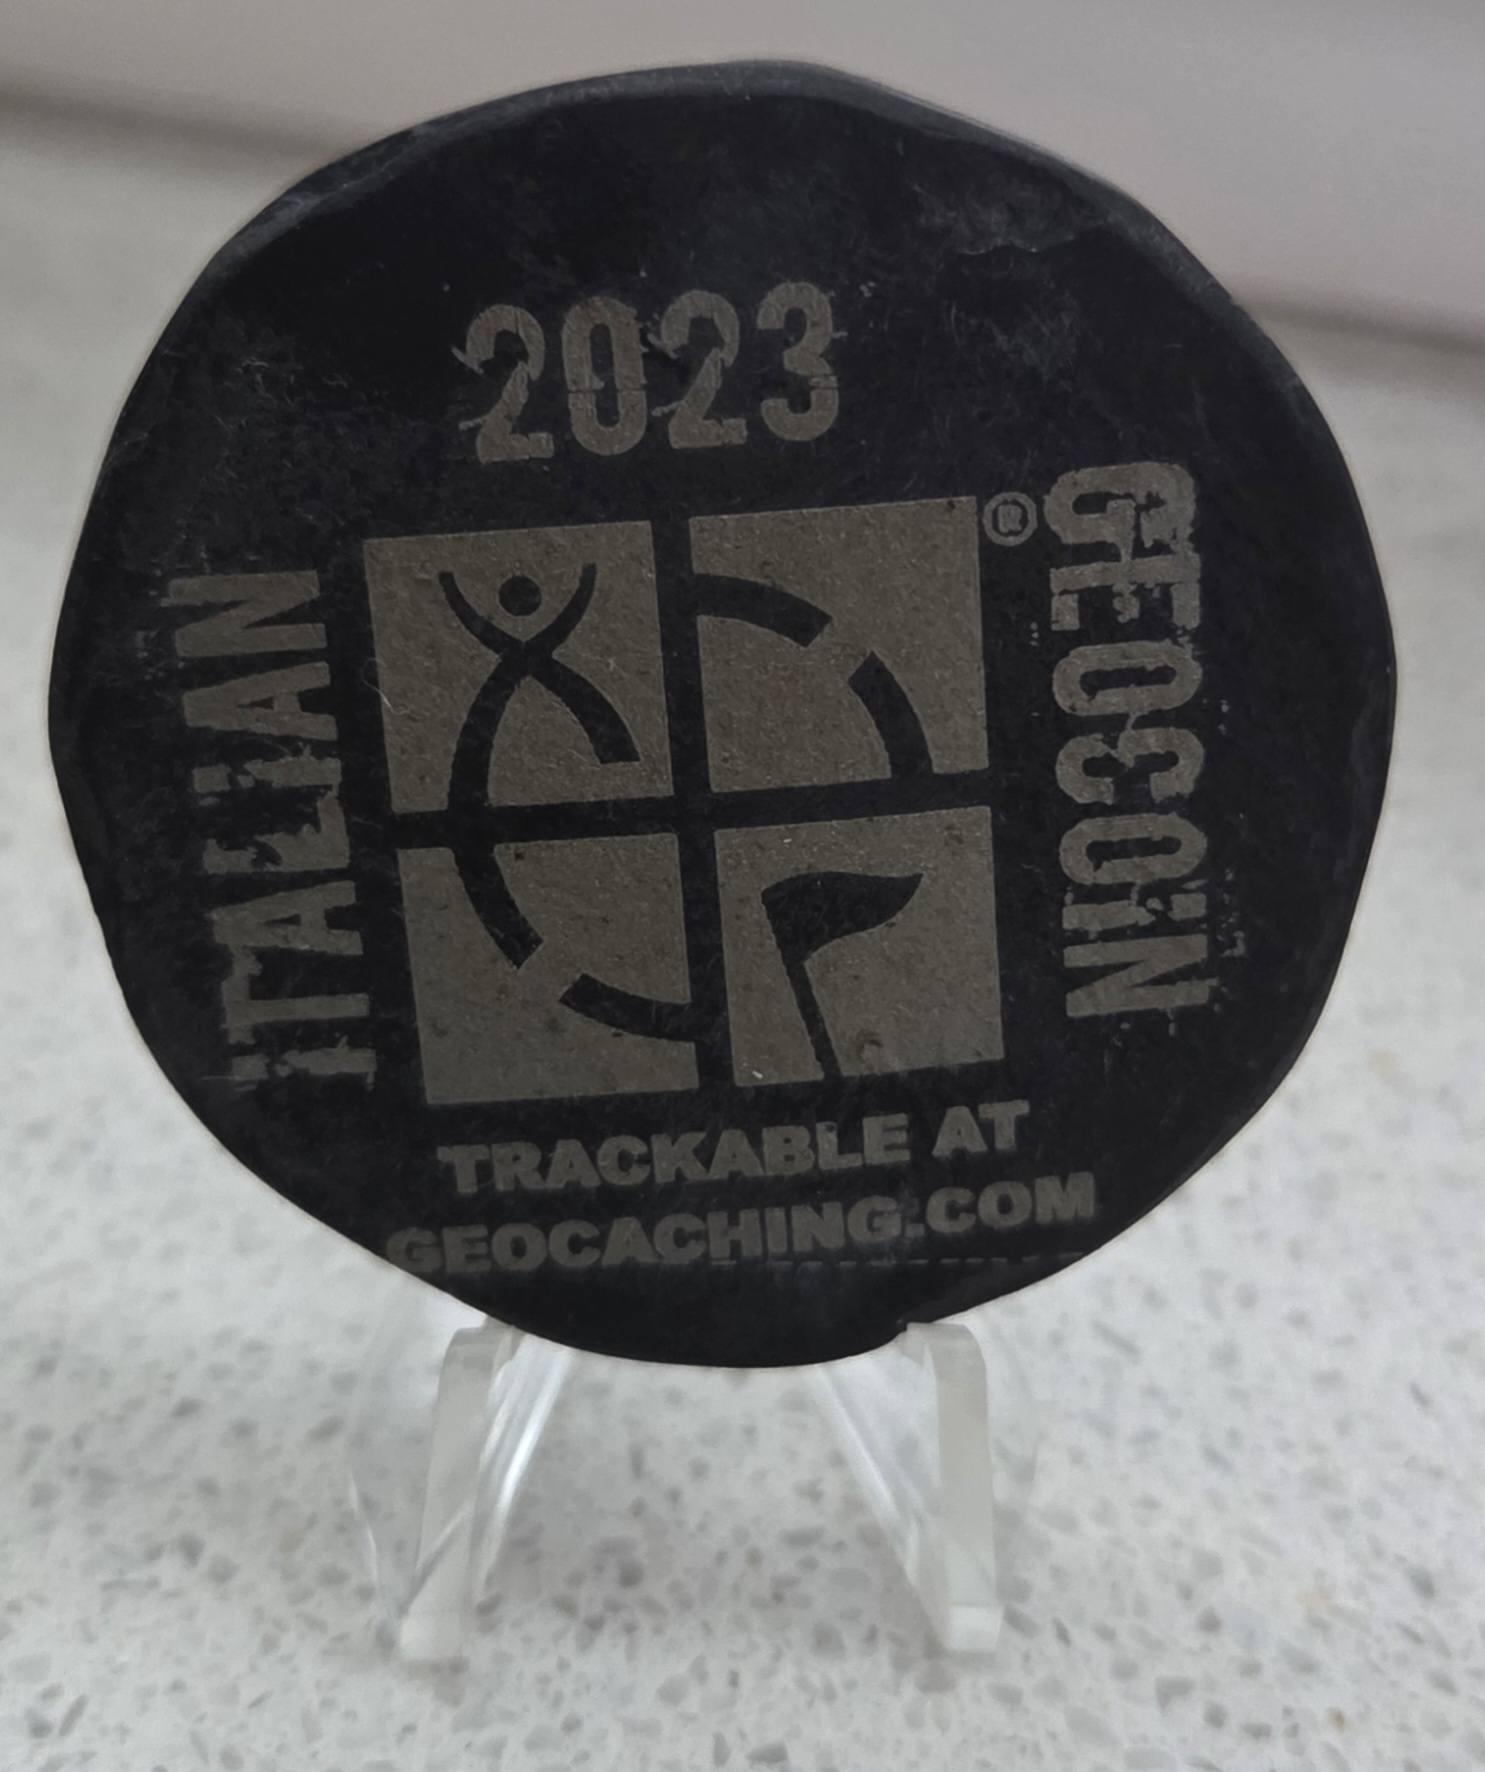 2023
ITALIAN
®
GEOCOIN
TRACKABLE AT
GEOCACHING.COM